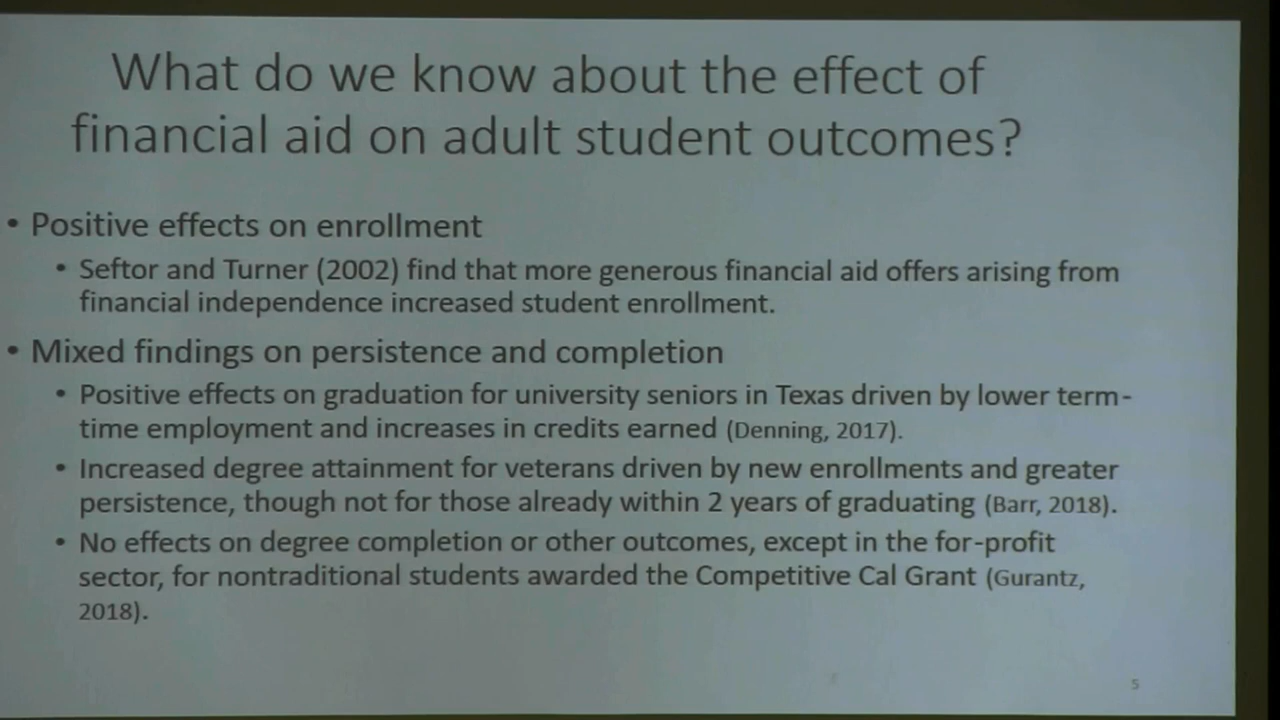 What do we know about the effect of
financial aid on adult student outcomes?
• Positive effects on enrollment
• Seftor and Turner (2002) find that more generous financial aid offers arising from
financial independence increased student enrollment.
• Mixed findings on persistence and completion
• Positive effects on graduation for university seniors in Texas driven by lower term-
time employment and increases in credits earned (Denning, 2017).
• Increased degree attainment for veterans driven by new enrollments and greater
persistence, though not for those already within 2 years of graduating (Barr, 2018).
• No effects on degree completion or other outcomes, except in the for-profit
sector, for nontraditional students awarded the Competitive Cal Grant (Gurantz,
2018).
5